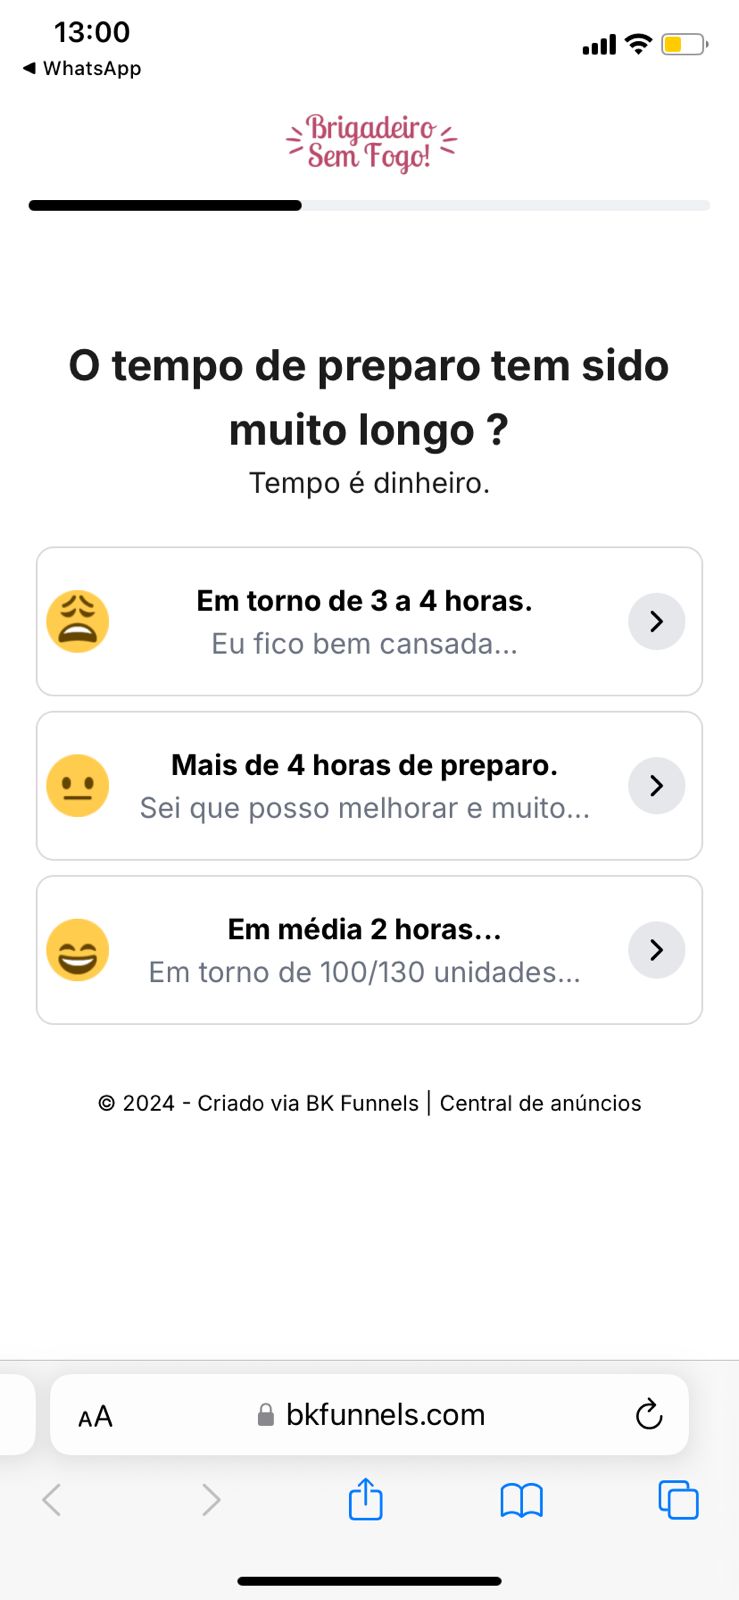 13:00
◀ WhatsApp
Brigadeiro
Sem Fogo!
O tempo de preparo tem sido
muito longo ?
Tempo é dinheiro.
Em torno de 3 a 4 horas.
Eu fico bem cansada...
Mais de 4 horas de preparo.
Sei que posso melhorar e muito...
Em média 2 horas...
Em torno de 100/130 unidades...
© 2024 - Criado via BK Funnels | Central de anúncios
AA bkfunnels.com